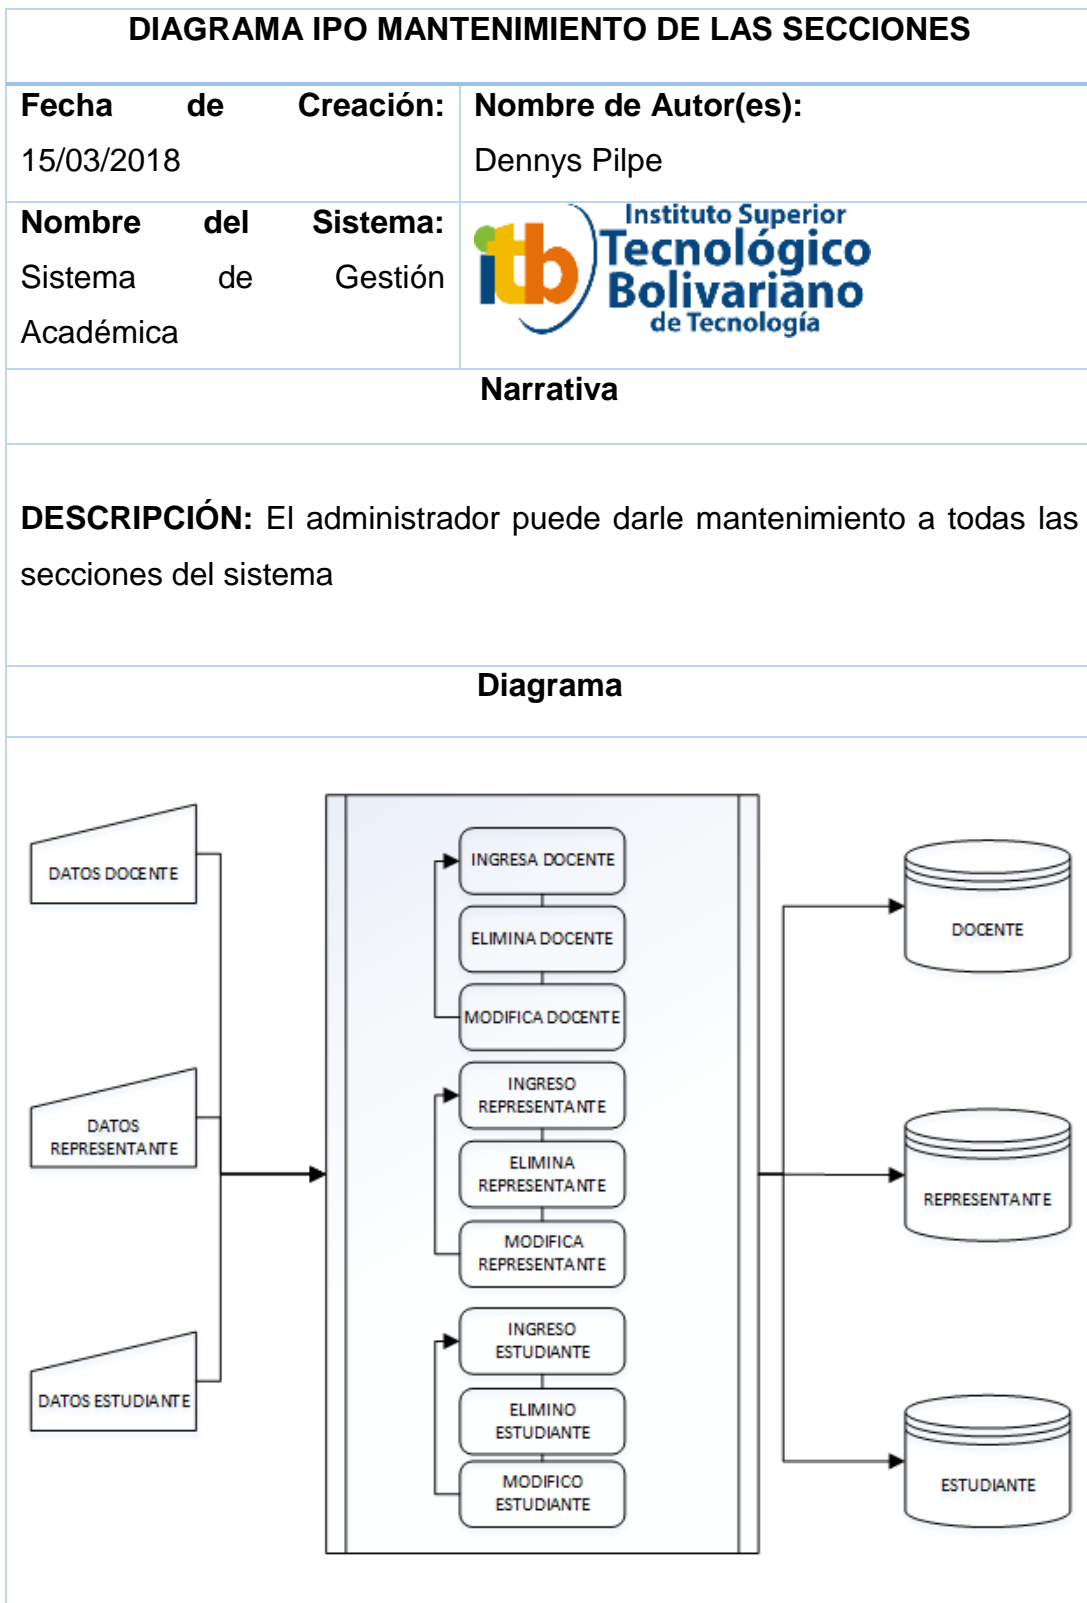 DIAGRAMA IPO MANTENIMIENTO DE LAS SECCIONES
Fecha de Creación:
15/03/2018
Nombre de Autor(es):
Dennys Pilpe
Nombre del Sistema:
Sistema de Gestión
Académica
itb
Instituto Superior
Tecnológico
Bolivariano
de Tecnología
Narrativa
DESCRIPCIÓN: El administrador puede darle mantenimiento a todas las
secciones del sistema
Diagrama
DATOS DOCENTE
DATOS
REPRESENTANTE
DATOS ESTUDIANTE
INGRESA DOCENTE
ELIMINA DOCENTE
MODIFICA DOCENTE
INGRESO
REPRESENTANTE
ELIMINA
REPRESENTANTE
MODIFICA
REPRESENTANTE
INGRESO
ESTUDIANTE
ELIMINO
ESTUDIANTE
MODIFICO
ESTUDIANTE
DOCENTE
REPRESENTANTE
ESTUDIANTE